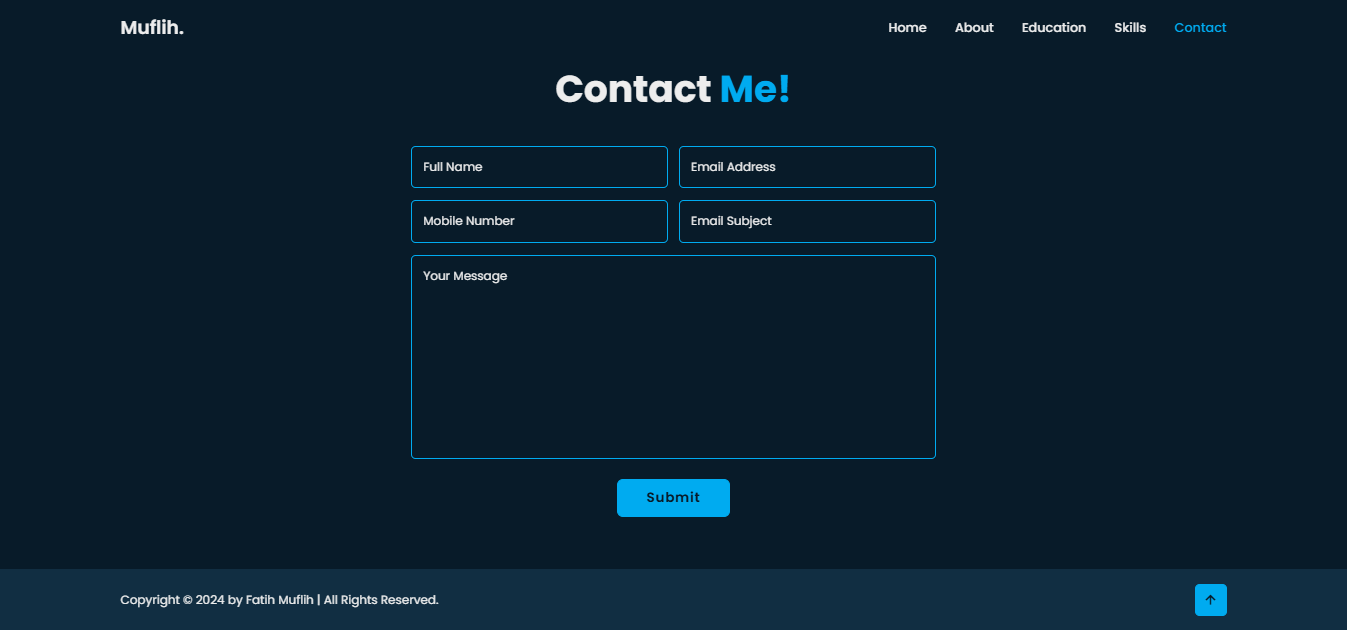 Muflih.
Home About Education Skills Contact
Contact Me!
Full Name Email Address
Mobile Number Email Subject
Your Message
Submit
Copyright © 2024 by Fatih Muflih | All Rights Reserved.